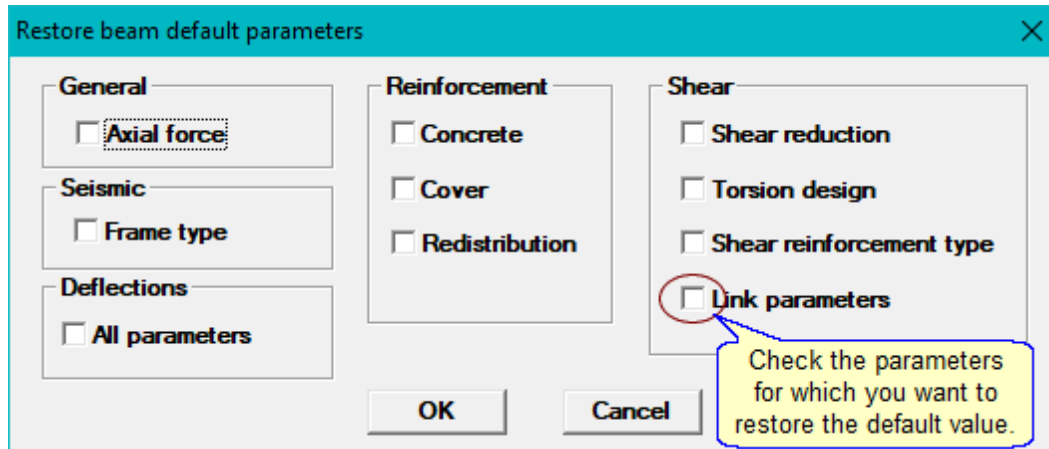 Restore beam default parameters
General
Axial force
Seismic
Frame type
Deflections
All parameters
Reinforcement
Concrete
Cover
Redistribution
Shear
Shear reduction
Torsion design
Shear reinforcement type
Link parameters
Check the parameters
for which you want to
restore the default value.
OK
Cancel